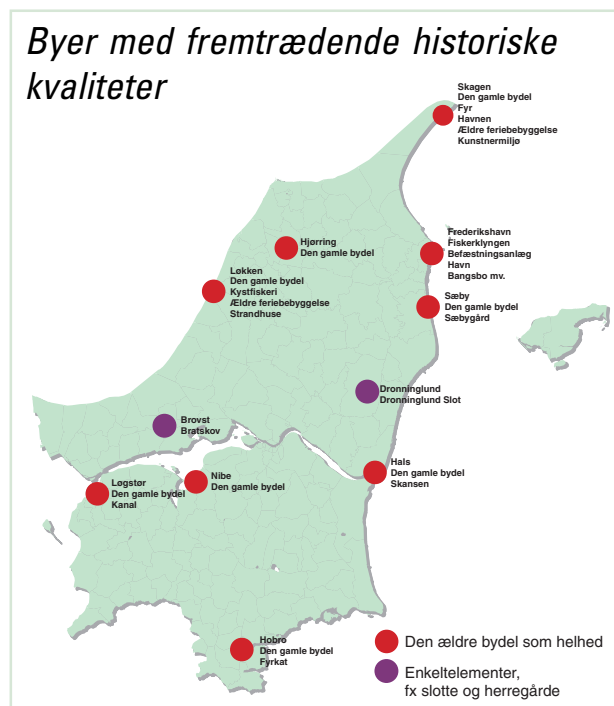 Byer med fremtrædende historiske
kvaliteter
Skagen
Den gamle bydel
Fyr
Havnen
Ældre feriebebyggelse
Kunstnermiljø
Hjørring
Den gamle bydel
Frederikshavn
Fiskerklyngen
Befæstningsanlæg
Havn
Bangsbo mv.
Løkken
Den gamle bydel
Kystfiskeri
Ældre feriebebyggelse
Strandhuse
Sæby
Den gamle bydel
Sæbygård
Dronninglund
Dronninglund Slot
Brovst
Bratskov
Hals
Den gamle bydel
Skansen
Nibe
Den gamle bydel
Løgstør
Den gamle bydel
Kanal
Hobro
Den gamle bydel
Fyrkat
Den ældre bydel som helhed
Enkeltelementer,
fx slotte og herregårde